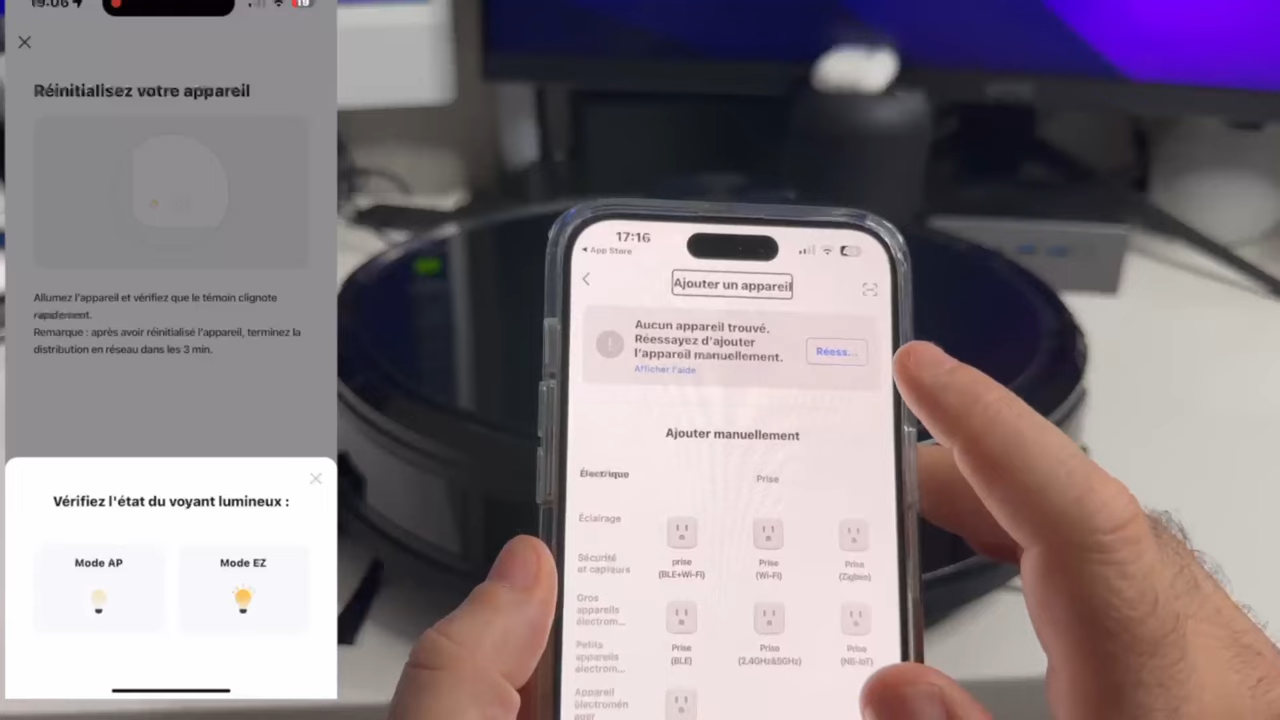 19:06
19
Réinitialisez votre appareil
Allumez l'appareil et vérifiez que le témoin clignote
rapidement.
Remarque : après avoir réinitialisé l'appareil, terminez la
distribution en réseau dans les 3 min.
Vérifiez l'état du voyant lumineux :
Mode AP
Mode EZ
17:16
App Store
Ajouter un appareil
Aucun appareil trouvé.
Réessayez d'ajouter
l'appareil manuellement.
Réess...
Afficher l'aide
Ajouter manuellement
Électrique
Prise
Éclairage
Sécurité
et capteurs
prise
(BLE+Wi-Fi)
Prise
(Wi-Fi)
Prise
(Zigbee)
Gros
appareils
électrom...
Petits
appareils
électrom...
Prise
(BLE)
Prise
(2.4GHz&5GHz)
Prise
(NB-IoT)
Appareil